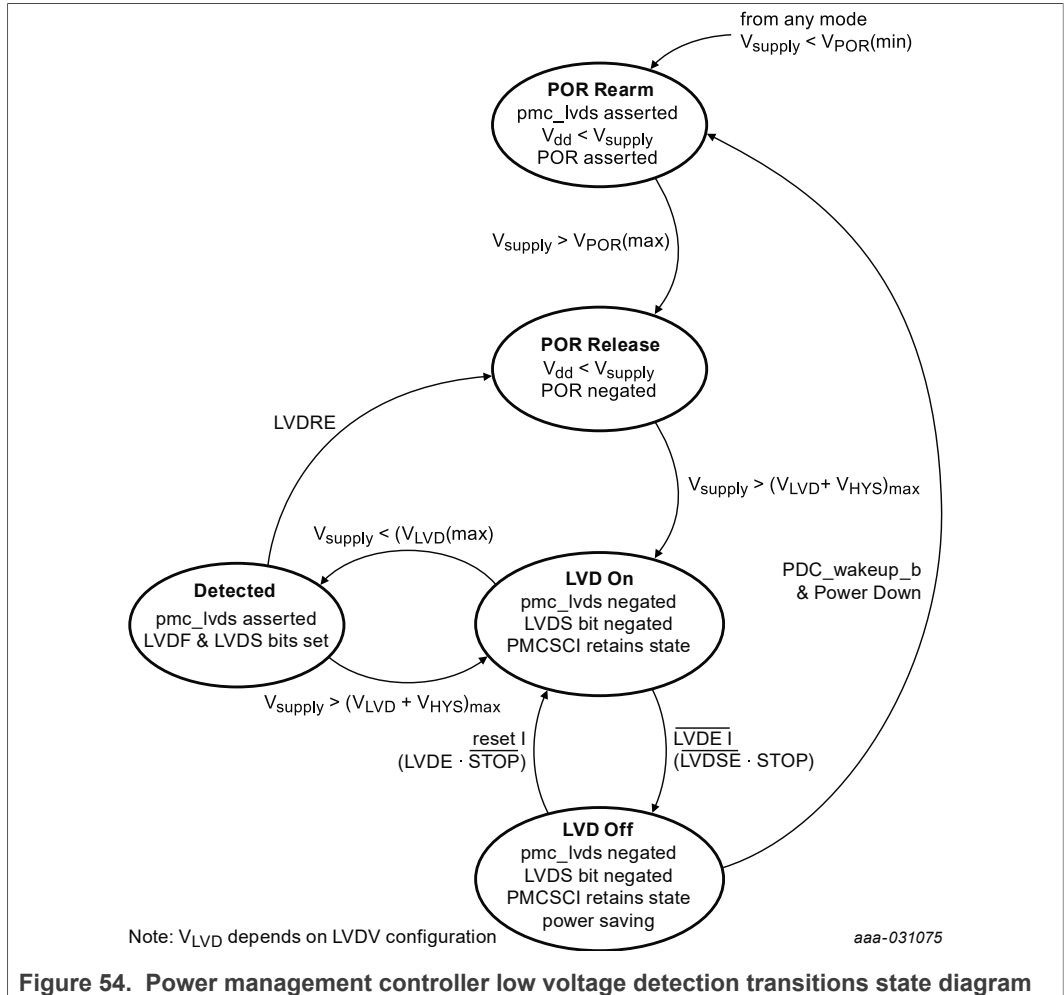 from any mode
Vsupply < VPOR(min)
POR Rearm
pmc_lvds asserted
Vdd < Vsupply
POR asserted
Vsupply > VPOR(max)
POR Release
Vdd < Vsupply
POR negated
LVDRE
Vsupply > (VLVD+ VHYS)max
Vsupply < (VLVD(max)
Detected
pmc_lvds asserted
LVDF & LVDS bits set
LVD On
pmc_lvds negated
LVDS bit negated
PMCSCI retains state
PDC_wakeup_b
& Power Down
Vsupply > (VLVD + VHYS)max
reset I
(LVDE · S̅T̅O̅P̅)
L̅V̅D̅E̅ ̅I̅
(L̅V̅D̅S̅E̅ · STOP)
LVD Off
pmc_lvds negated
LVDS bit negated
PMCSCI retains state
power saving
Note: VLVD depends on LVDV configuration
aaa-031075
Figure 54. Power management controller low voltage detection transitions state diagram